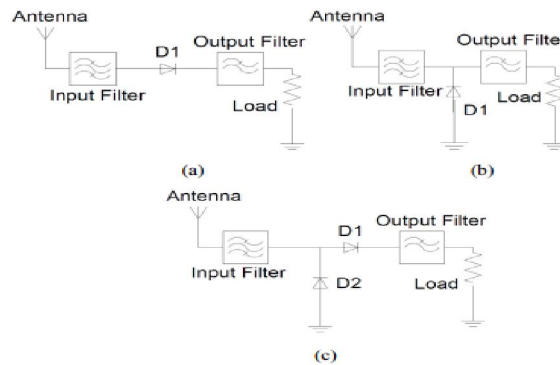 Antenna
D1
Output Filter
Input Filter
Load
(a)
Antenna
Output Filte
Input Filter
Load
D1
(b)
Antenna
D1
Output Filter
Input Filter
D2
Load
(c)